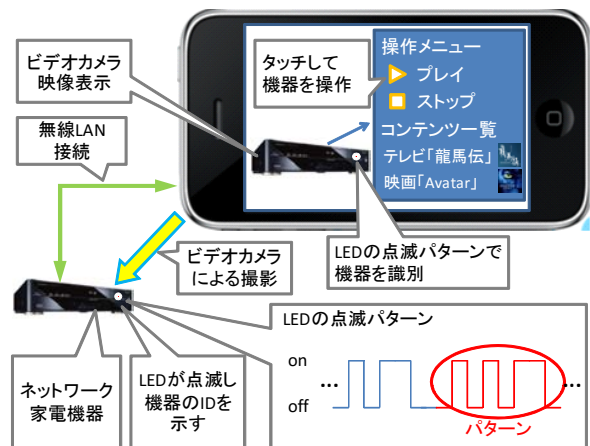 ビデオカメラ
映像表示
タッチして
機器を操作
操作メニュー
プレイ
ストップ
コンテンツ一覧
テレビ「龍馬伝」
映画「Avatar」
無線LAN
接続
ビデオカメラ
による撮影
LEDの点滅パターンで
機器を識別
ネットワーク
家電機器
LEDが点滅し
機器のIDを
示す
LEDの点滅パターン
on
...
...
off
パターン